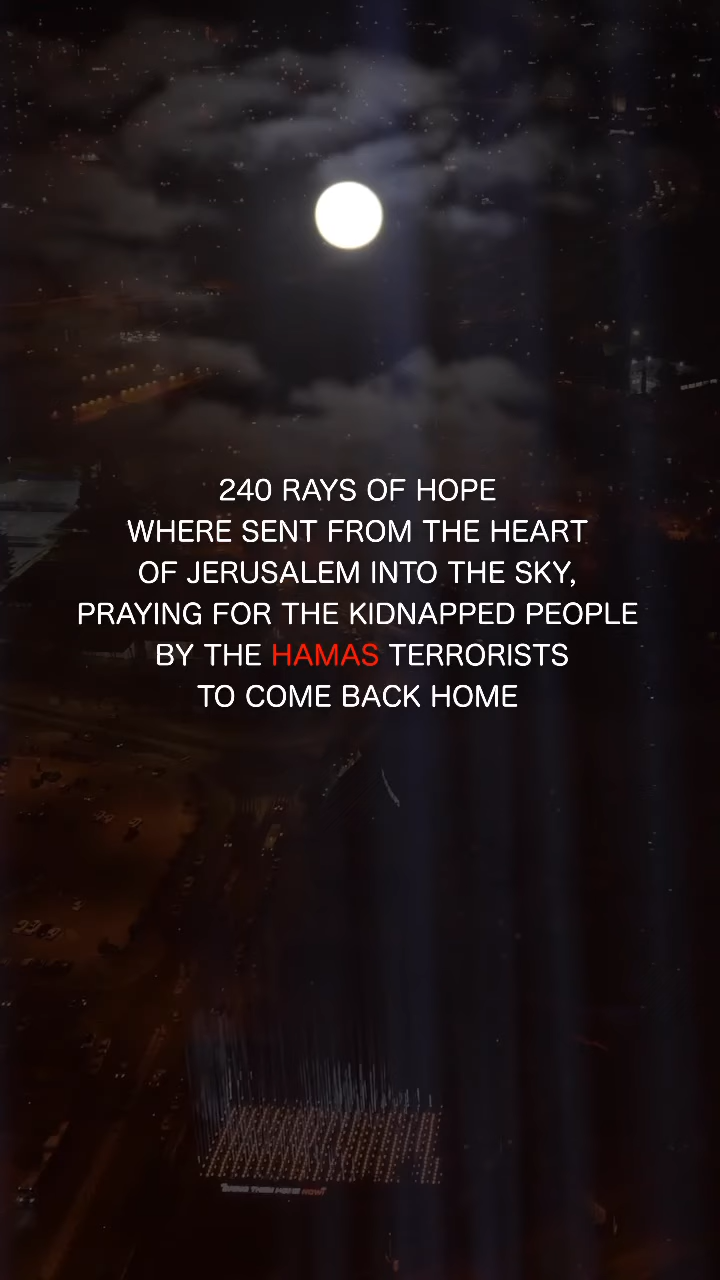 240 RAYS OF HOPE
WHERE SENT FROM THE HEART
OF JERUSALEM INTO THE SKY,
PRAYING FOR THE KIDNAPPED PEOPLE
BY THE HAMAS TERRORISTS
TO COME BACK HOME